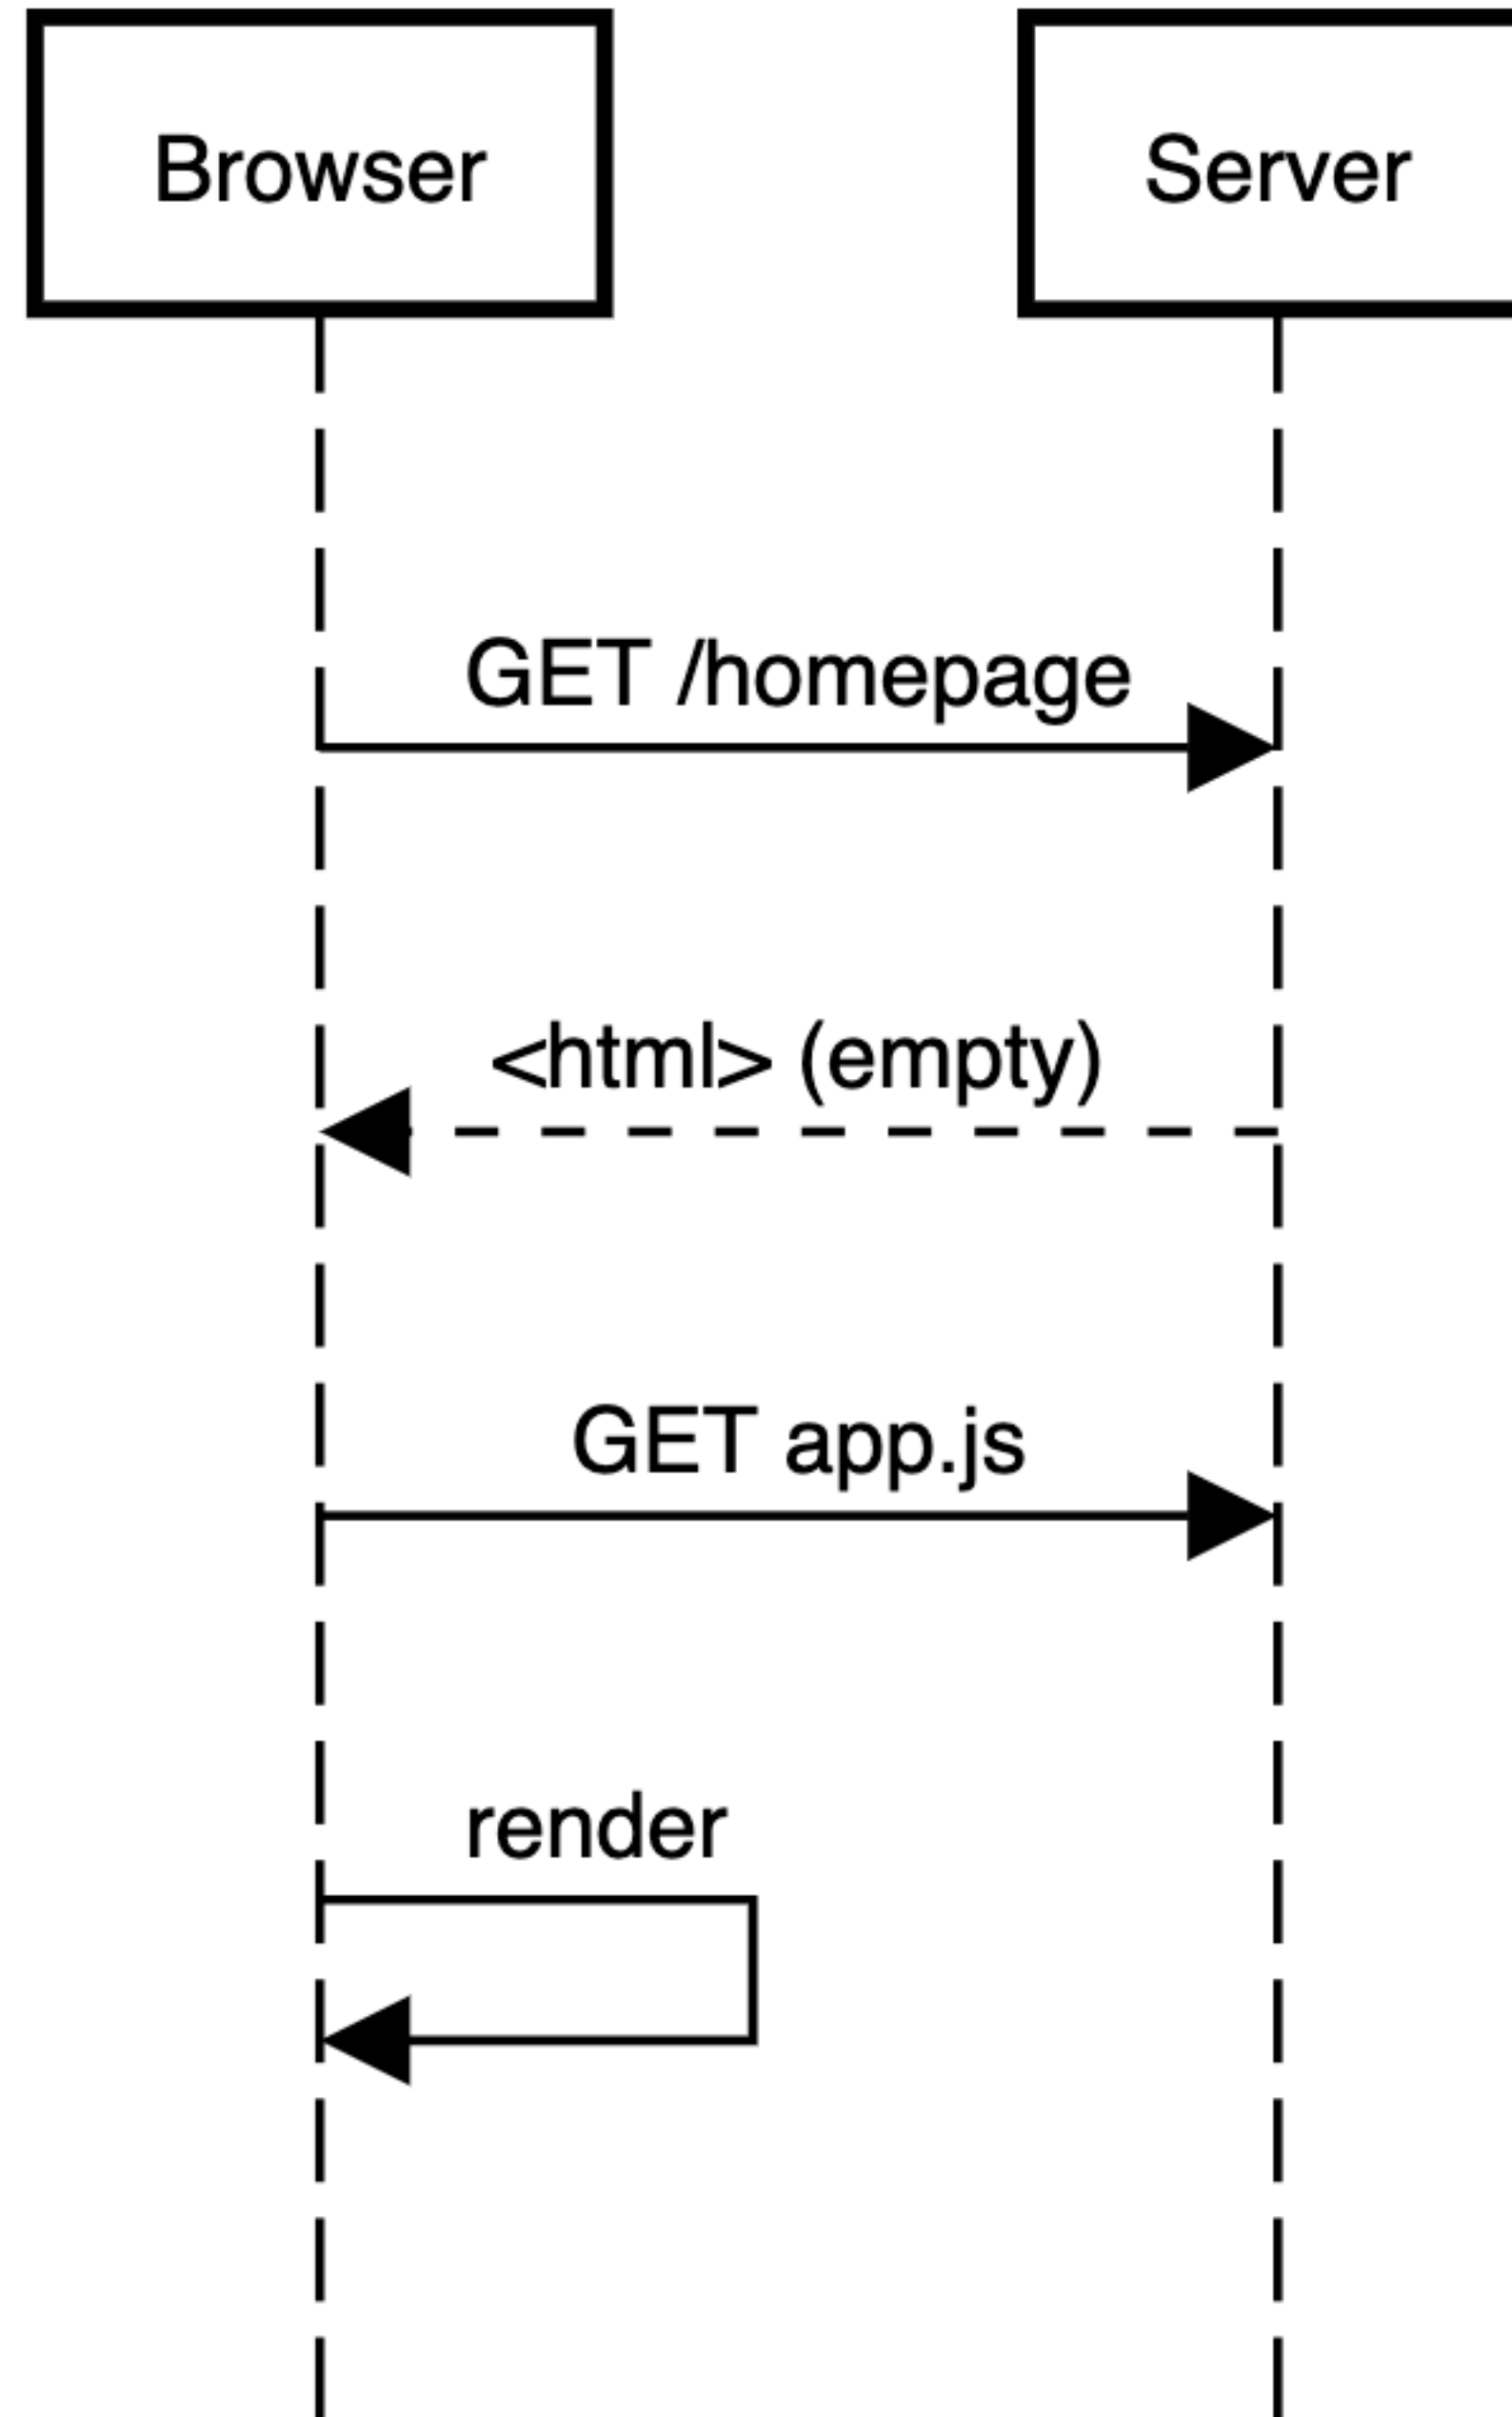 Browser
Server
GET /homepage
<html> (empty)
GET app.js
render